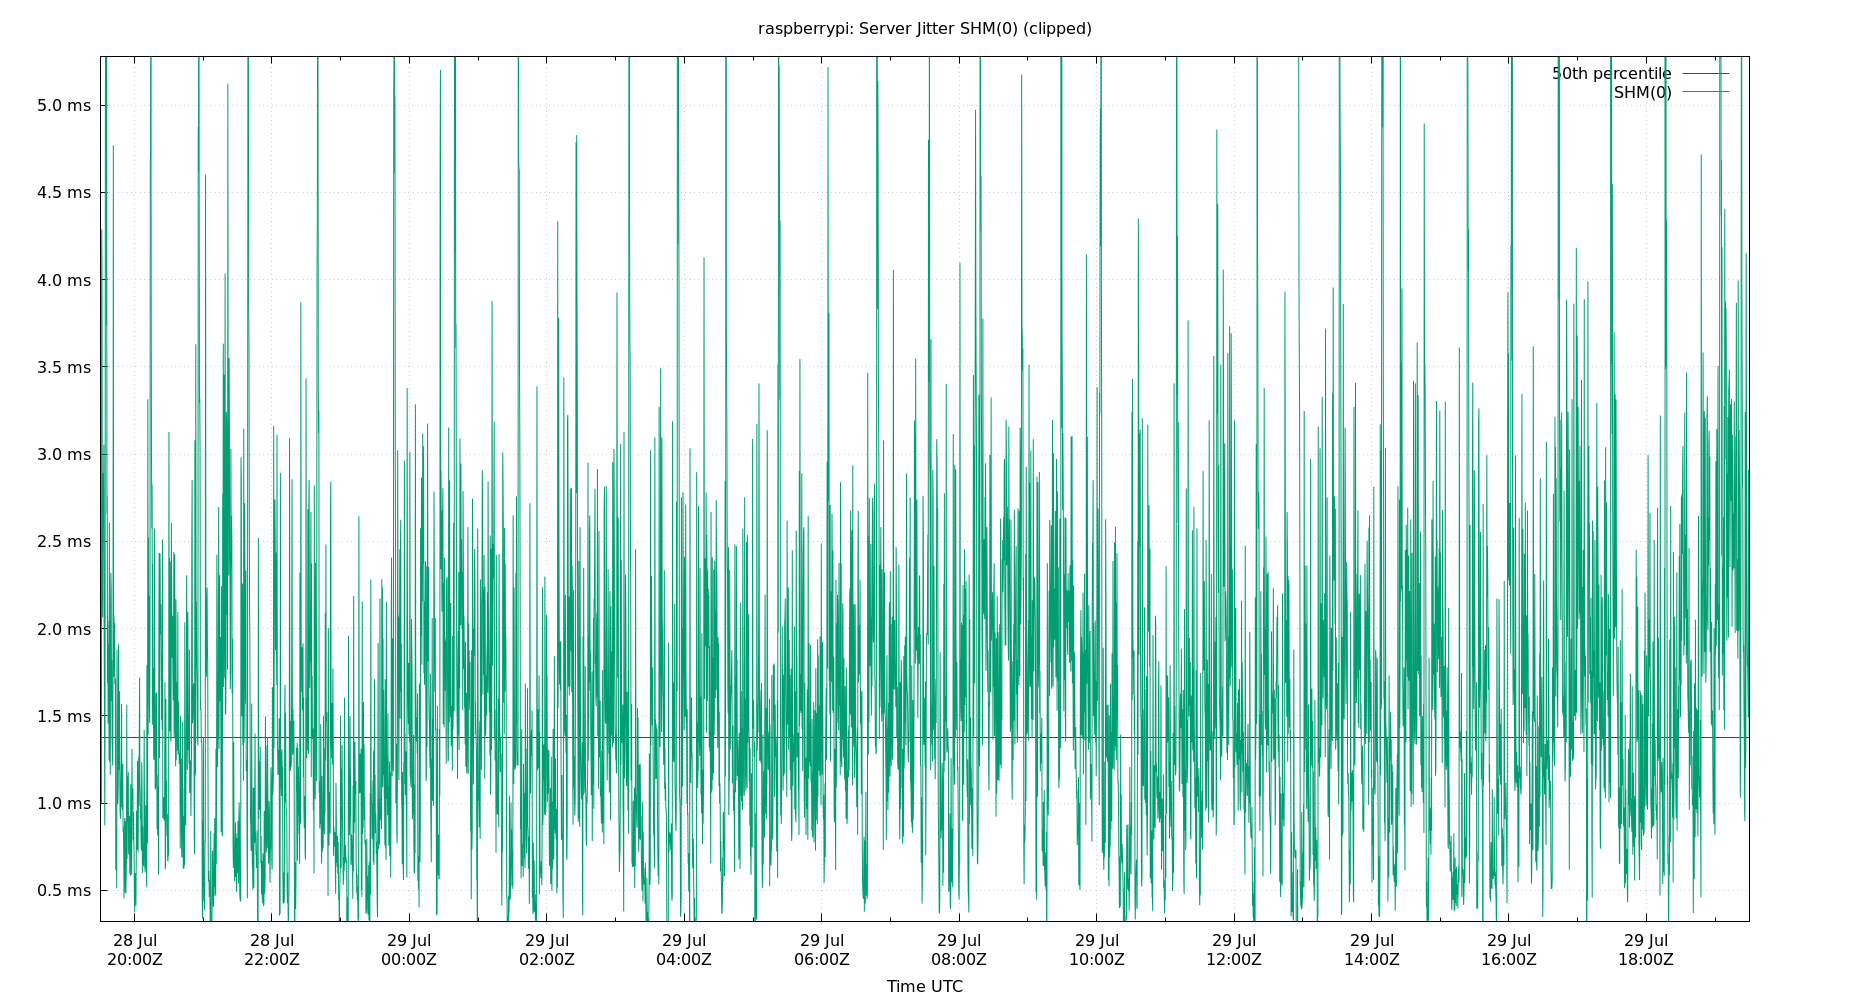 raspberrypi: Server Jitter SHM(0) (clipped)
50th percentile
SHM(0)
5.0 ms
4.5 ms
4.0 ms
3.5 ms
3.0 ms
2.5 ms
2.0 ms
1.5 ms
1.0 ms
0.5 ms
28 Jul 28 Jul 29 Jul 29 Jul 29 Jul 29 Jul 29 Jul 29 Jul 29 Jul 29 Jul 29 Jul 29 Jul
20:00Z 22:00Z 00:00Z 02:00Z 04:00Z 06:00Z 08:00Z 10:00Z 12:00Z 14:00Z 16:00Z 18:00Z
Time UTC